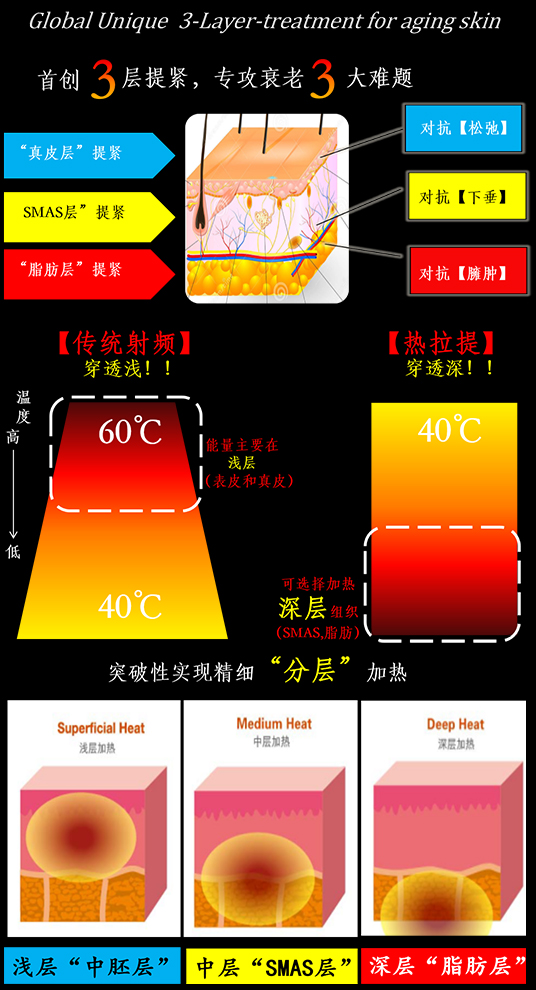 Global Unique 3-Layer-treatment for aging skin
首创3层提紧，专攻衰老3大难题
“真皮层”提紧
对抗【松弛】
SMAS层”提紧
对抗【下垂】
“脂肪层”提紧
对抗【臃肿】
【传统射频】
穿透浅！！
【热拉提】
穿透深！！
温度
高
低
60℃
40℃
能量主要在
浅层
（表皮和真皮）
40℃
可选择加热
深层组织
(SMAS,脂肪)
突破性实现精细“分层”加热
Superficial Heat
浅层加热
Medium Heat
中层加热
Deep Heat
深层加热
浅层“中胚层”
中层“SMAS层”
深层“脂肪层”